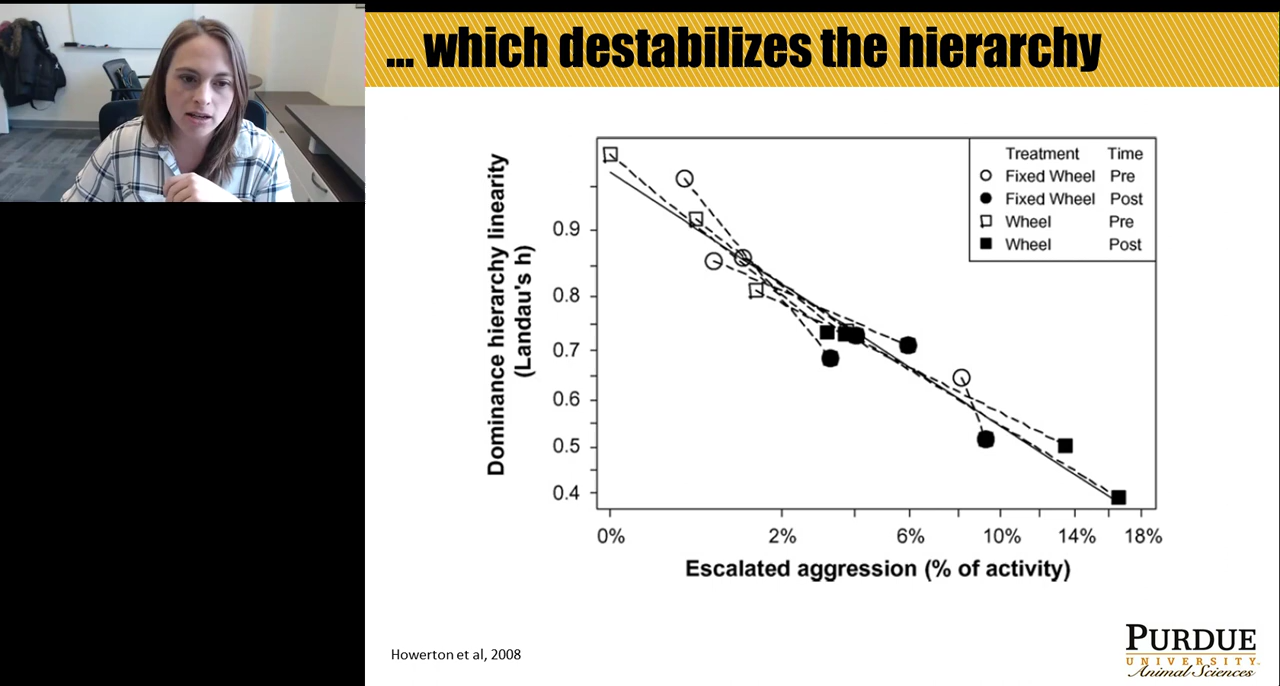 ... which destabilizes the hierarchy
Dominance hierarchy linearity
(Landau's h)
0.9
0.8
0.7
0.6
0.5
0.4
Treatment Time
Fixed Wheel Pre
Fixed Wheel Post
Wheel Pre
Wheel Post
0% 2% 6% 10% 14% 18%
Escalated aggression (% of activity)
Howerton et al, 2008
PURDUE
UNIVERSITY
Animal Sciences